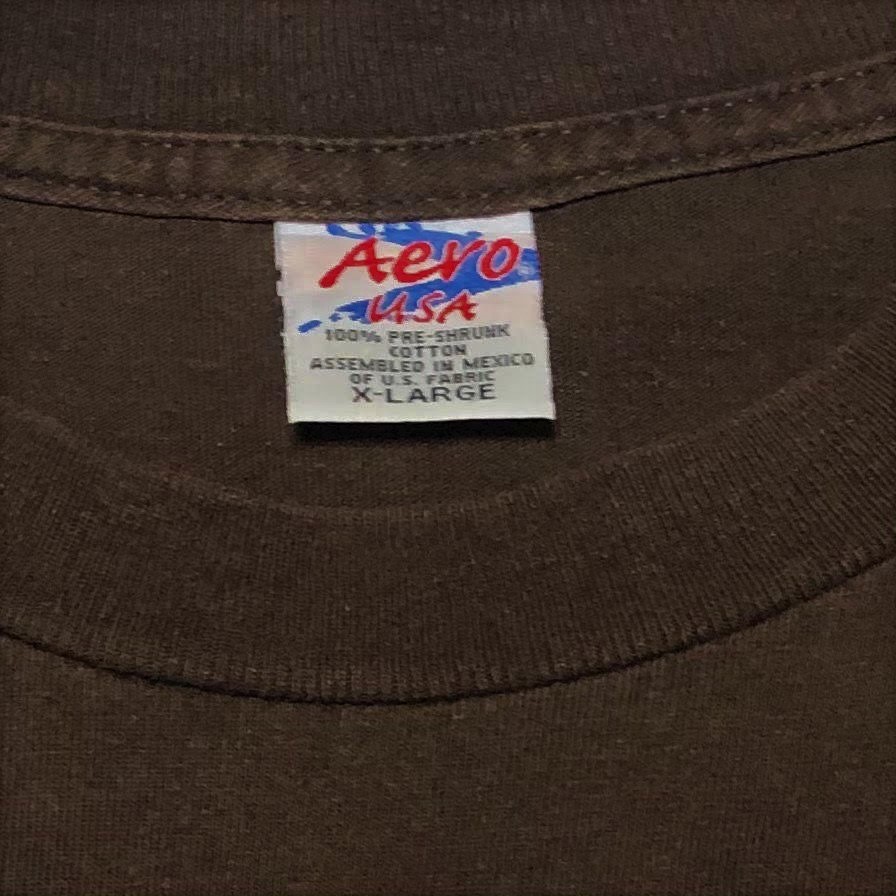 Aero
USA
100% PRE-SHRUNK
COTTON
ASSEMBLED IN MEXICO
OF U.S. FABRIC
X-LARGE